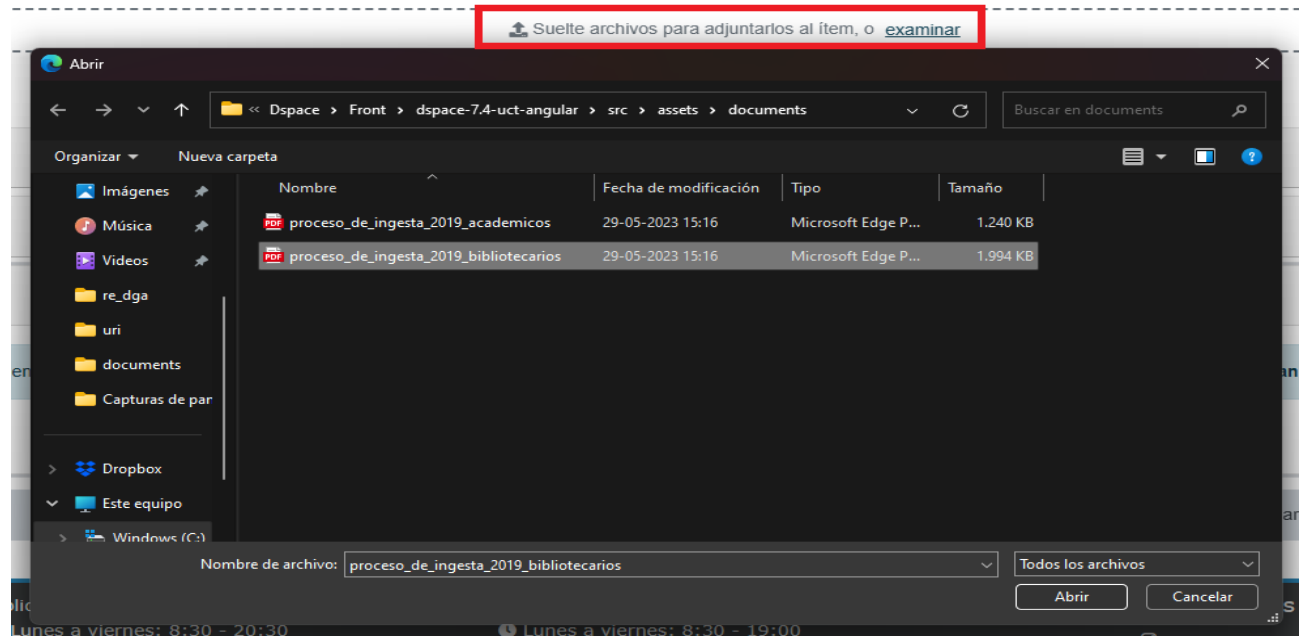 Suelte archivos para adjuntarlos al ítem, o examinar
Abrir
« Dspace > Front > dspace-7.4-uct-angular > src > assets > documents
Buscar en documents
Organizar
Nueva carpeta
Nombre
Fecha de modificación
Tipo
Tamaño
Imágenes
Música
Videos
re_dga
uri
documents
Capturas de par
Dropbox
Este equipo
Windows (C:)
PDF proceso_de_ingesta_2019_academicos 29-05-2023 15:16 Microsoft Edge P... 1.240 KB
PDF proceso_de_ingesta_2019_bibliotecarios 29-05-2023 15:16 Microsoft Edge P... 1.994 KB
Nombre de archivo: proceso_de_ingesta_2019_bibliotecarios
Todos los archivos
Abrir
Cancelar
Lunes a viernes: 8:30 - 20:30
Lunes a viernes: 8:30 - 19:00